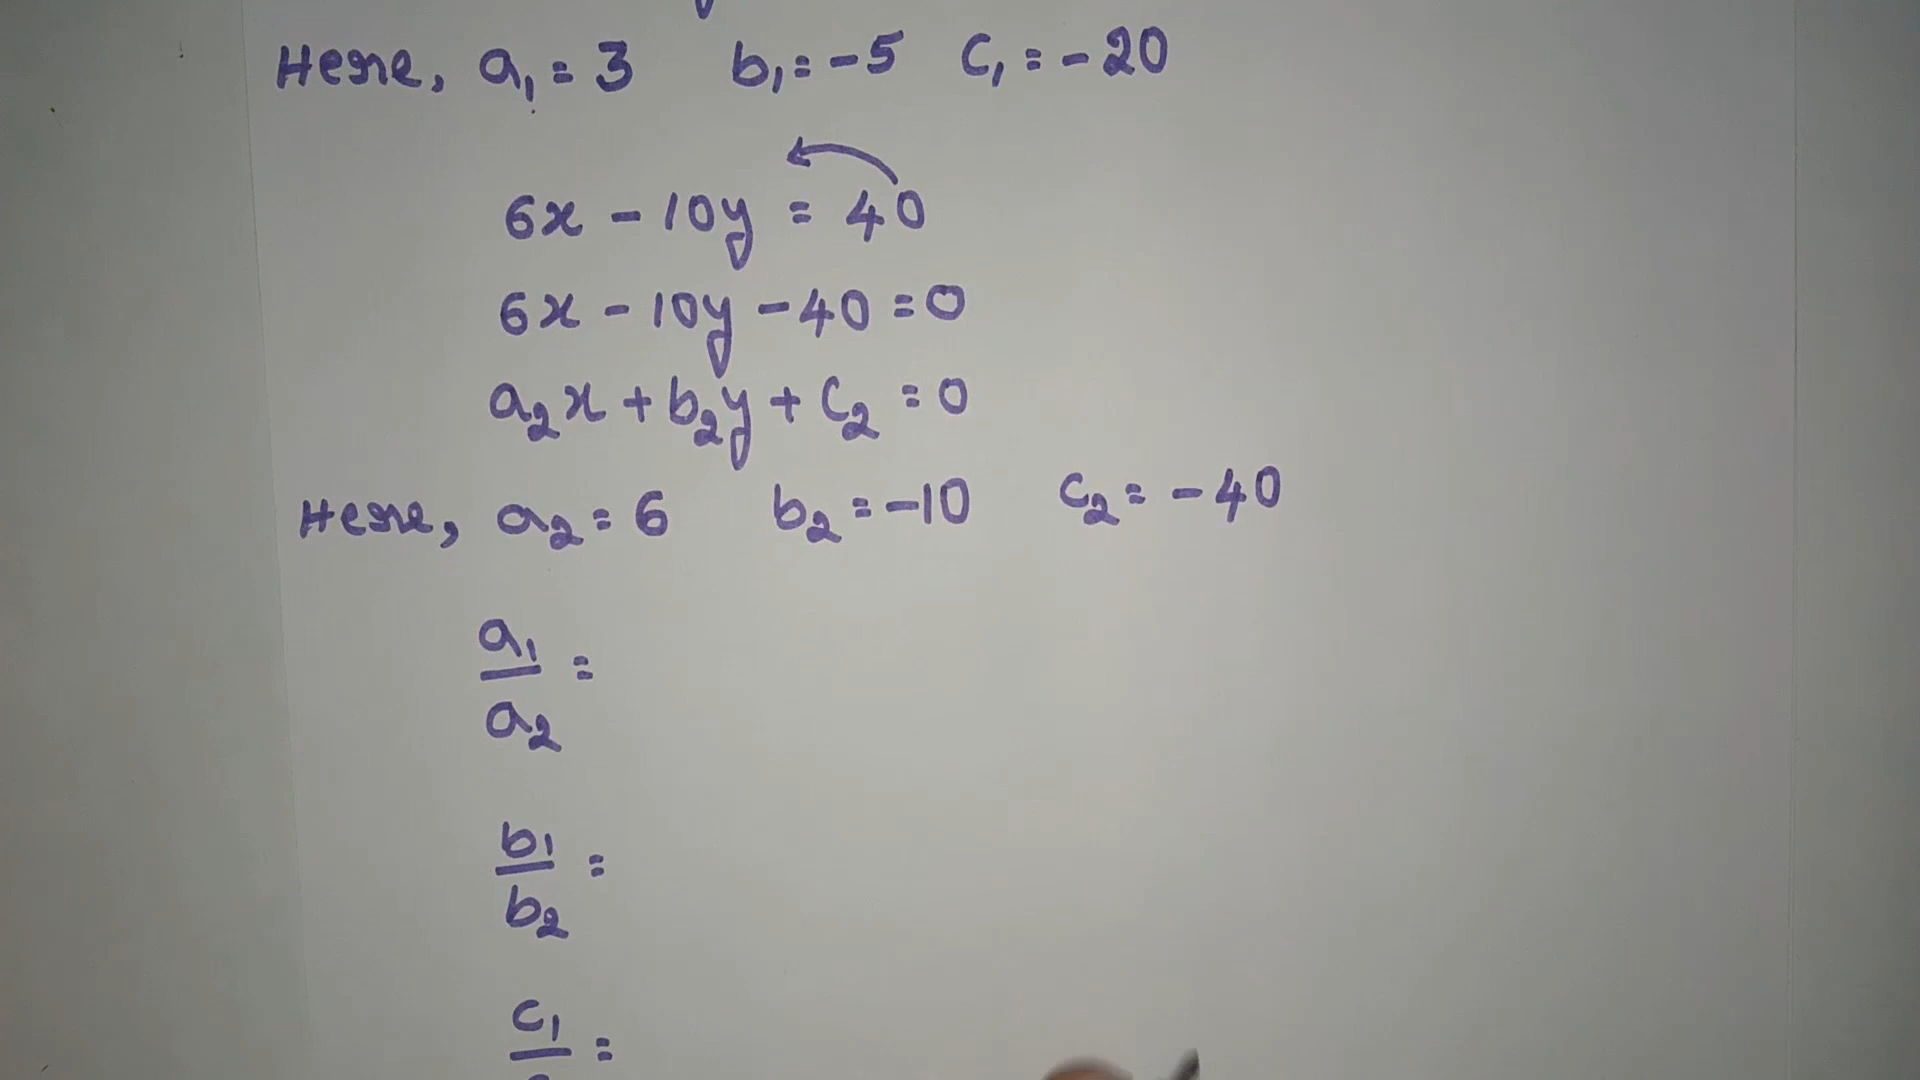 Here, a₁ = 3 b₁ = -5 c₁ = -20
6x - 10y = 40
6x - 10y - 40 = 0
a₂x + b₂y + c₂ = 0
Here, a₂ = 6 b₂ = -10 c₂ = -40
a₁/a₂ =
b₁/b₂ =
c₁/ =